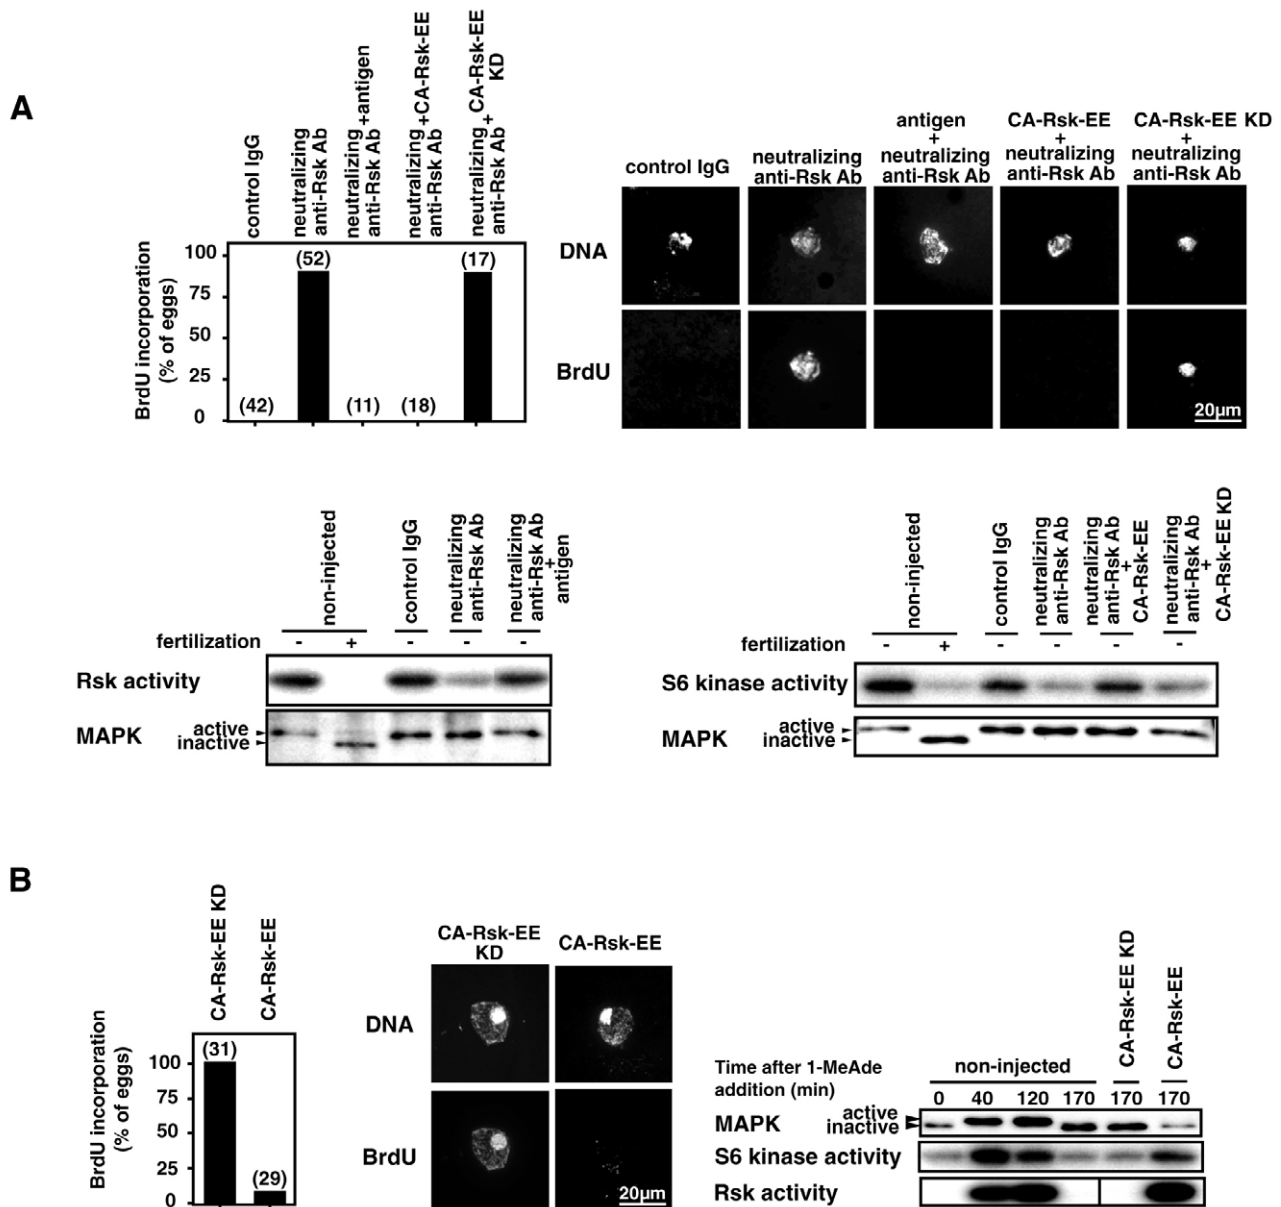 A
control IgG
neutralizing
anti-Rsk Ab
neutralizing +antigen
anti-Rsk Ab
neutralizing +CA-Rsk-EE
anti-Rsk Ab
neutralizing + CA-Rsk-EE
anti-Rsk Ab KD
BrdU incorporation
(% of eggs)
100
75
50
25
0
(42)
(52)
(11)
(18)
(17)
control IgG
neutralizing
anti-Rsk Ab
antigen
+
neutralizing
anti-Rsk Ab
CA-Rsk-EE
+
neutralizing
anti-Rsk Ab
CA-Rsk-EE KD
+
neutralizing
anti-Rsk Ab
DNA
BrdU
20µm
non-injected
control IgG
neutralizing
anti-Rsk Ab
neutralizing
anti-Rsk Ab
+
antigen
fertilization
- + - - -
Rsk activity
MAPK
active
inactive
non-injected
control IgG
neutralizing
anti-Rsk Ab
neutralizing
anti-Rsk Ab
+
CA-Rsk-EE
neutralizing
anti-Rsk Ab
+
CA-Rsk-EE KD
fertilization
- + - - - -
S6 kinase activity
MAPK
active
inactive
B
CA-Rsk-EE KD
CA-Rsk-EE
BrdU incorporation
(% of eggs)
100
75
50
25
0
(31)
(29)
CA-Rsk-EE
KD
CA-Rsk-EE
DNA
BrdU
20µm
CA-Rsk-EE KD
CA-Rsk-EE
Time after 1-MeAde
addition (min)
non-injected
0 40 120 170 170 170
MAPK
active
inactive
S6 kinase activity
Rsk activity